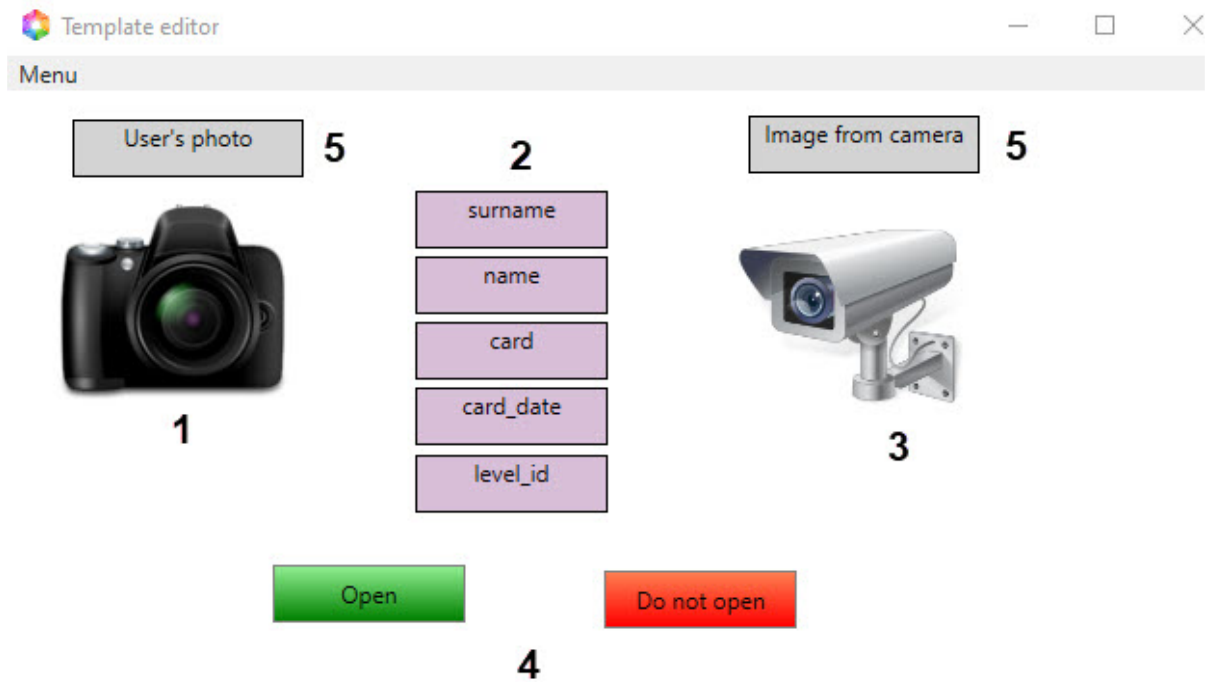 Template editor
Menu
User's photo
5
2
Image from camera
5
surname
name
card
card_date
level_id
1
3
Open
Do not open
4